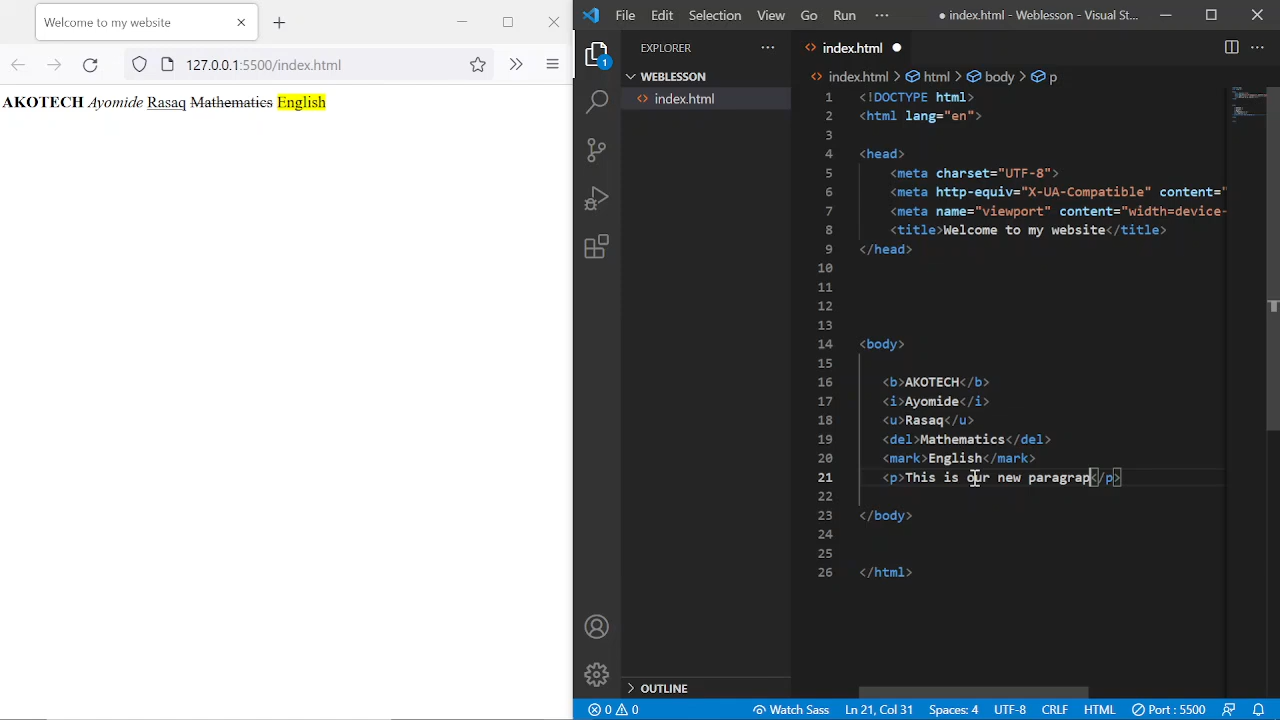 Welcome to my website
127.0.0.1:5500/index.html
AKOTECH Ayomide Rasaq Mathematics English
File Edit Selection View Go Run ··· ● index.html - Weblesson - Visual St...
EXPLORER ···
WEBLESSON
index.html
1
index.html ●
index.html > html > body > p
1 <!DOCTYPE html>
2 <html lang="en">
3
4 <head>
5 <meta charset="UTF-8">
6 <meta http-equiv="X-UA-Compatible" content="
7 <meta name="viewport" content="width=device-
8 <title>Welcome to my website</title>
9 </head>
10
11
12
13
14 <body>
15
16 <b>AKOTECH</b>
17 <i>Ayomide</i>
18 <u>Rasaq</u>
19 <del>Mathematics</del>
20 <mark>English</mark>
21 <p>This is our new paragrap</p>
22
23 </body>
24
25
26 </html>
OUTLINE
0 0 Watch Sass Ln 21, Col 31 Spaces: 4 UTF-8 CRLF HTML Port : 5500